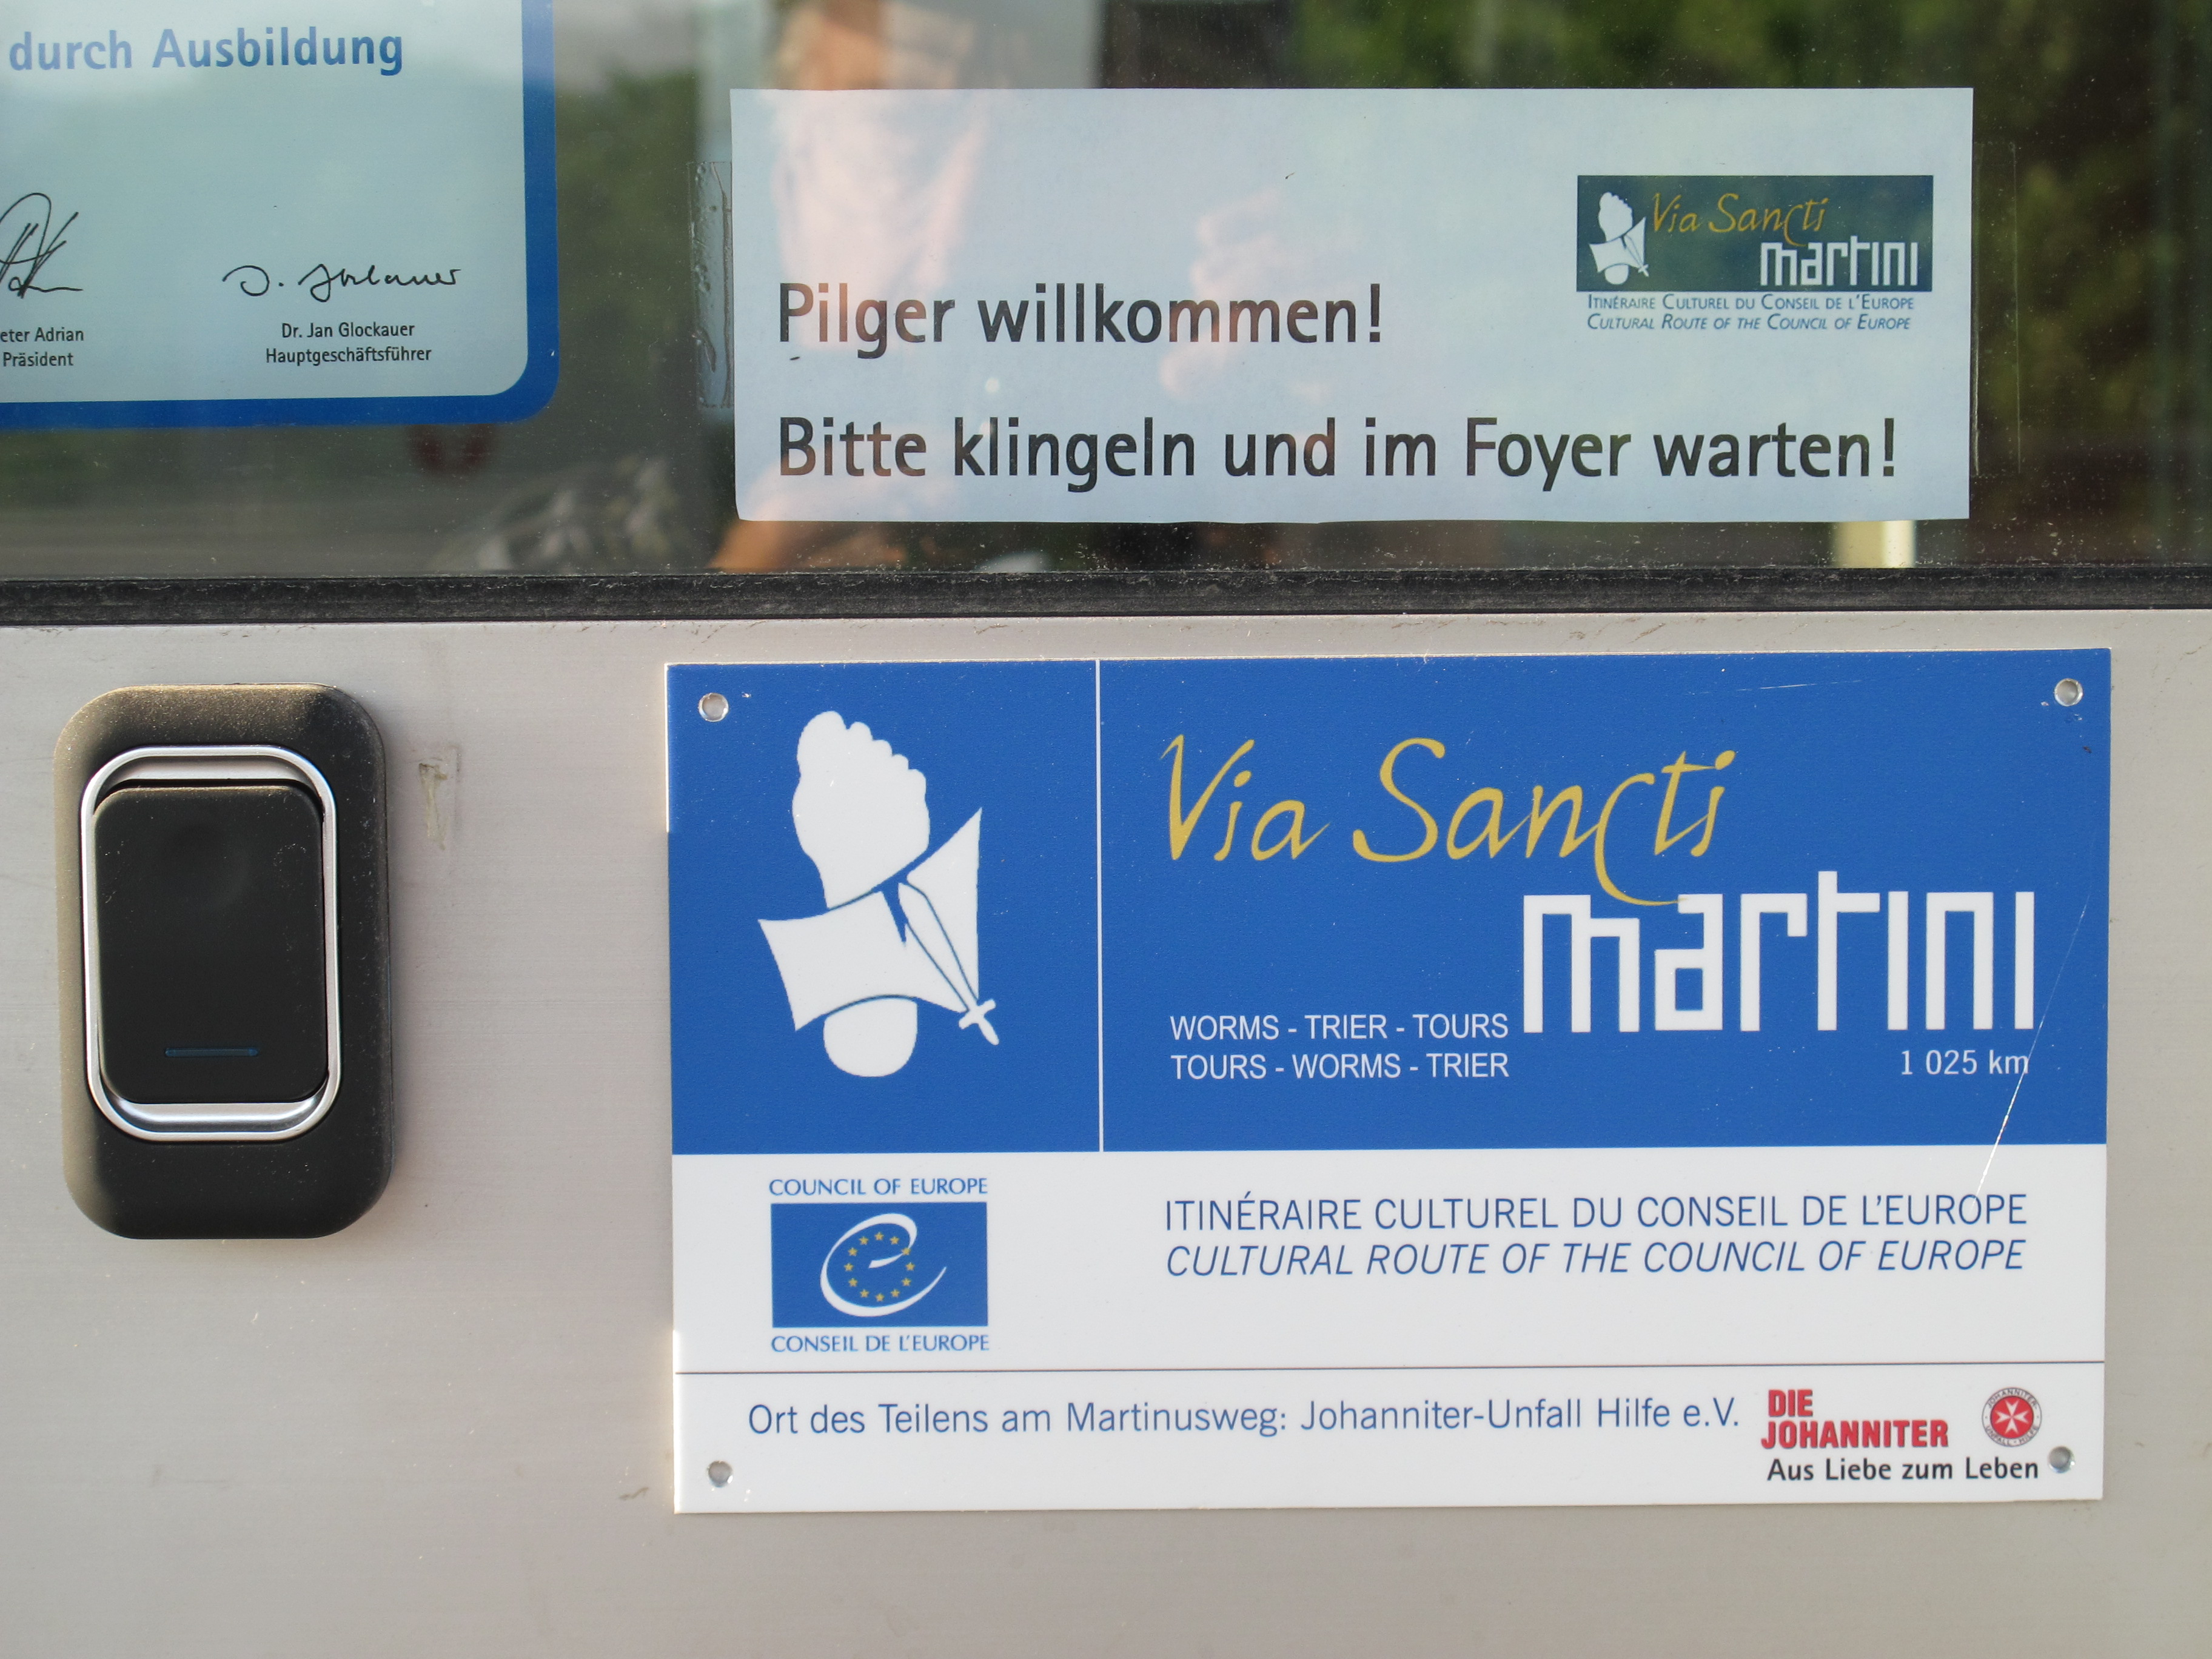 durch Ausbildung
Dr. Jan Glockauer
Hauptgeschäftsführer
Adrian
Präsident
Via Sancti
martini
ITINÉRAIRE CULTUREL DU CONSEIL DE L'EUROPE
CULTURAL ROUTE OF THE COUNCIL OF EUROPE
Pilger willkommen!
Bitte klingeln und im Foyer warten!
Via Sancti
martini
WORMS - TRIER - TOURS
TOURS - WORMS - TRIER
1 025 km
COUNCIL OF EUROPE
CONSEIL DE L'EUROPE
ITINÉRAIRE CULTUREL DU CONSEIL DE L'EUROPE
CULTURAL ROUTE OF THE COUNCIL OF EUROPE
Ort des Teilens am Martinusweg: Johanniter-Unfall Hilfe e.V.
DIE
JOHANNITER
Aus Liebe zum Leben